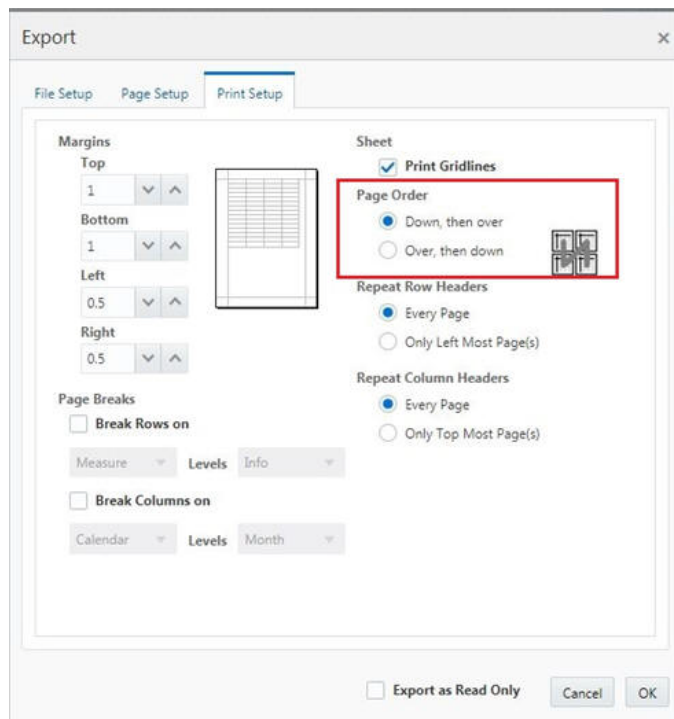 Export
File Setup Page Setup Print Setup
Margins
Top
1
Bottom
1
Left
0.5
Right
0.5
Page Breaks
Break Rows on
Measure Levels Info
Break Columns on
Calendar Levels Month
Sheet
Print Gridlines
Page Order
Down, then over
Over, then down
Repeat Row Headers
Every Page
Only Left Most Page(s)
Repeat Column Headers
Every Page
Only Top Most Page(s)
Export as Read Only Cancel OK